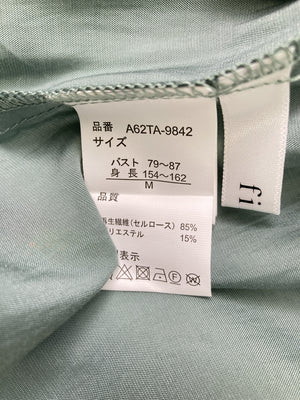 品番 A62TA-9842
サイズ
バスト 79～87
身 長 154～162
M
品質
再生繊維(セルロース) 85%
ポリエステル 15%
表示
fi